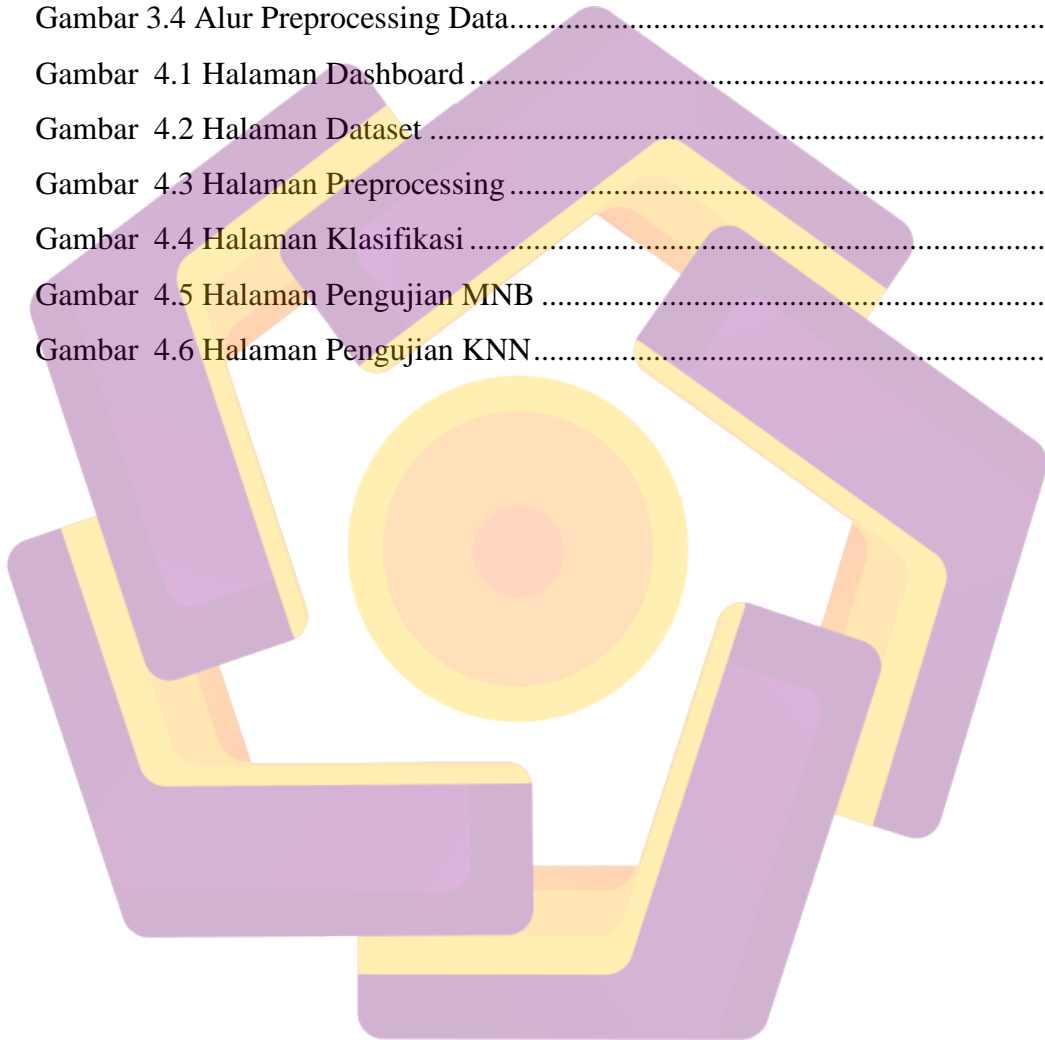 Gambar 3.4 Alur Preprocessing Data..........................................................
Gambar  4.1 Halaman Dashboard ...............................................................
Gambar  4.2 Halaman Dataset ....................................................................
Gambar  4.3 Halaman Preprocessing ..........................................................
Gambar  4.4 Halaman Klasifikasi ...............................................................
Gambar  4.5 Halaman Pengujian MNB ......................................................
Gambar  4.6 Halaman Pengujian KNN.......................................................